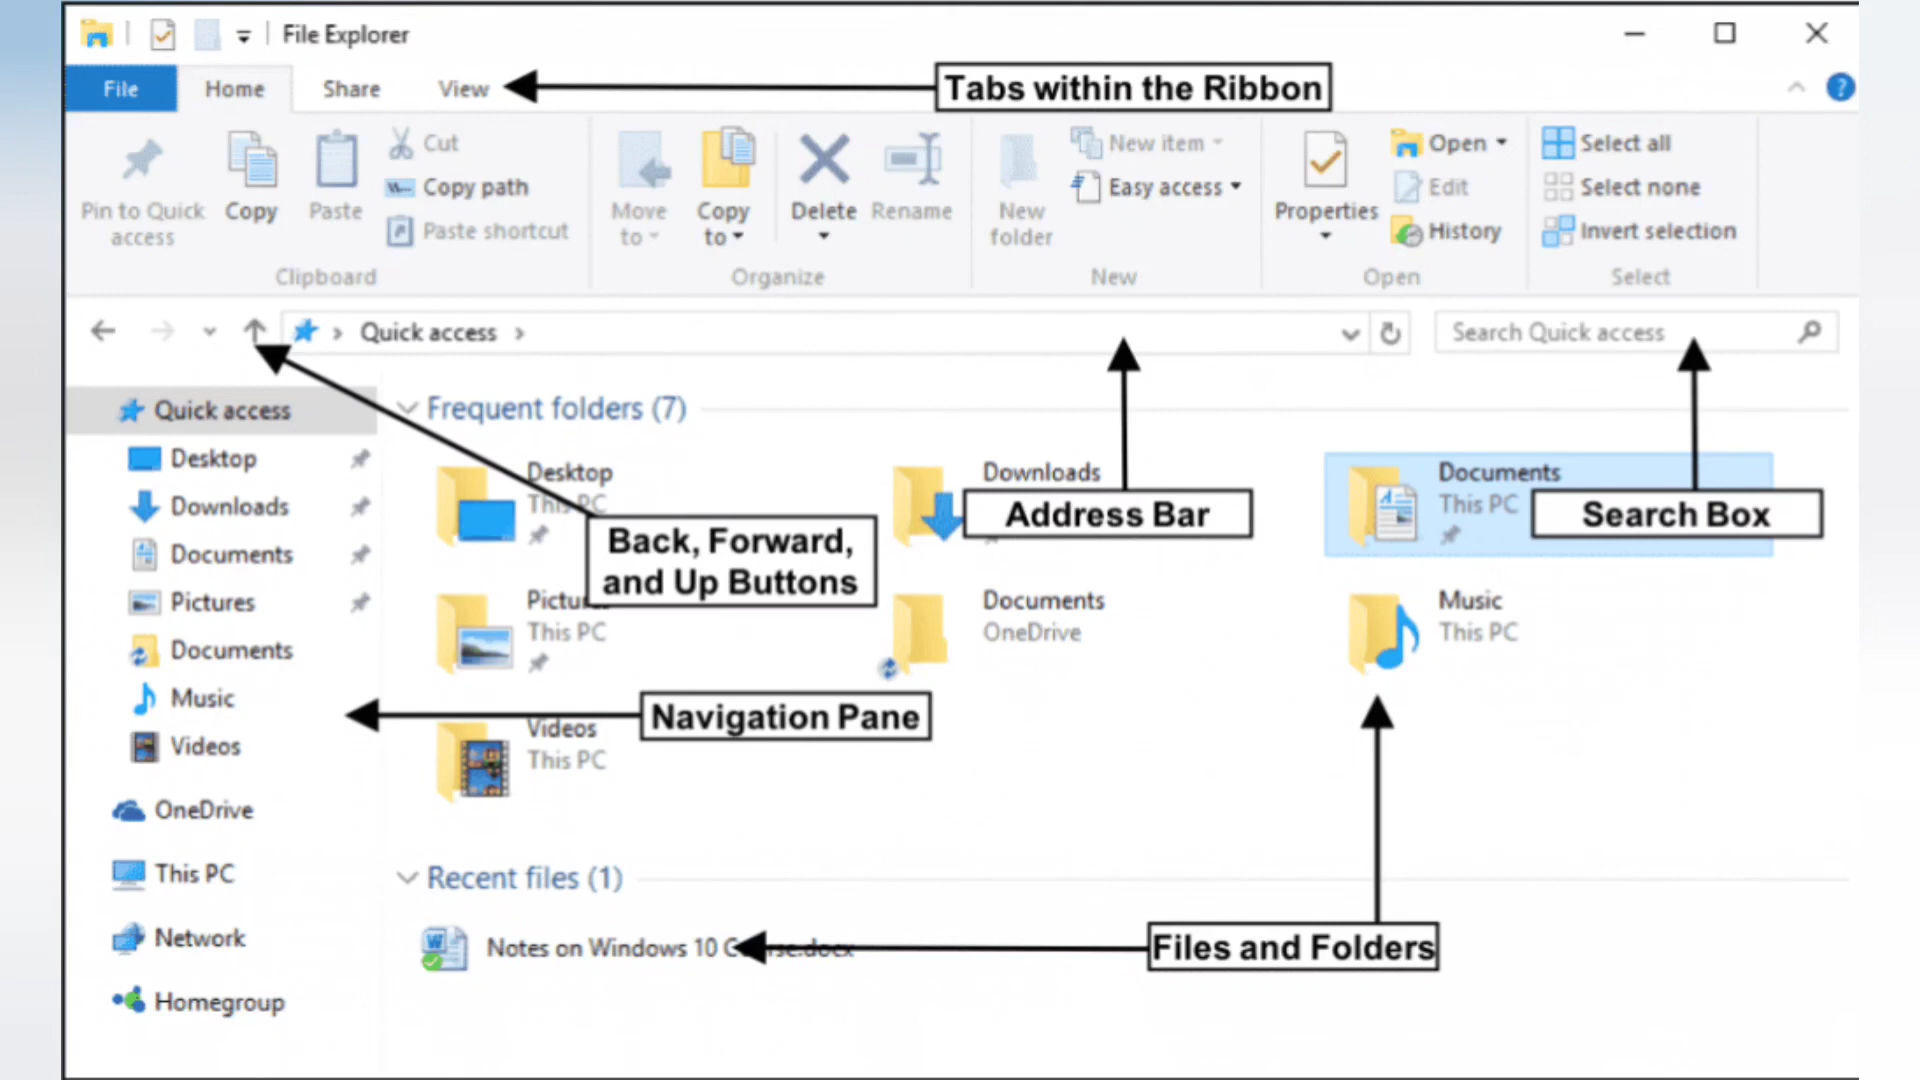 File Explorer
File Home Share View
Tabs within the Ribbon
Pin to Quick access
Copy
Paste
Cut
Copy path
Paste shortcut
Clipboard
Move to
Copy to
Delete
Rename
Organize
New folder
New item
Easy access
New
Properties
Open
Edit
History
Open
Select all
Select none
Invert selection
Select
Quick access
Search Quick access
Quick access
Desktop
Downloads
Documents
Pictures
Documents
Music
Videos
OneDrive
This PC
Network
Homegroup
Frequent folders (7)
Desktop
This PC
Downloads
Documents
This PC
Back, Forward,
and Up Buttons
Address Bar
Search Box
This PC
Documents
OneDrive
Music
This PC
Navigation Pane
Videos
This PC
Recent files (1)
Notes on Windows 10
Files and Folders